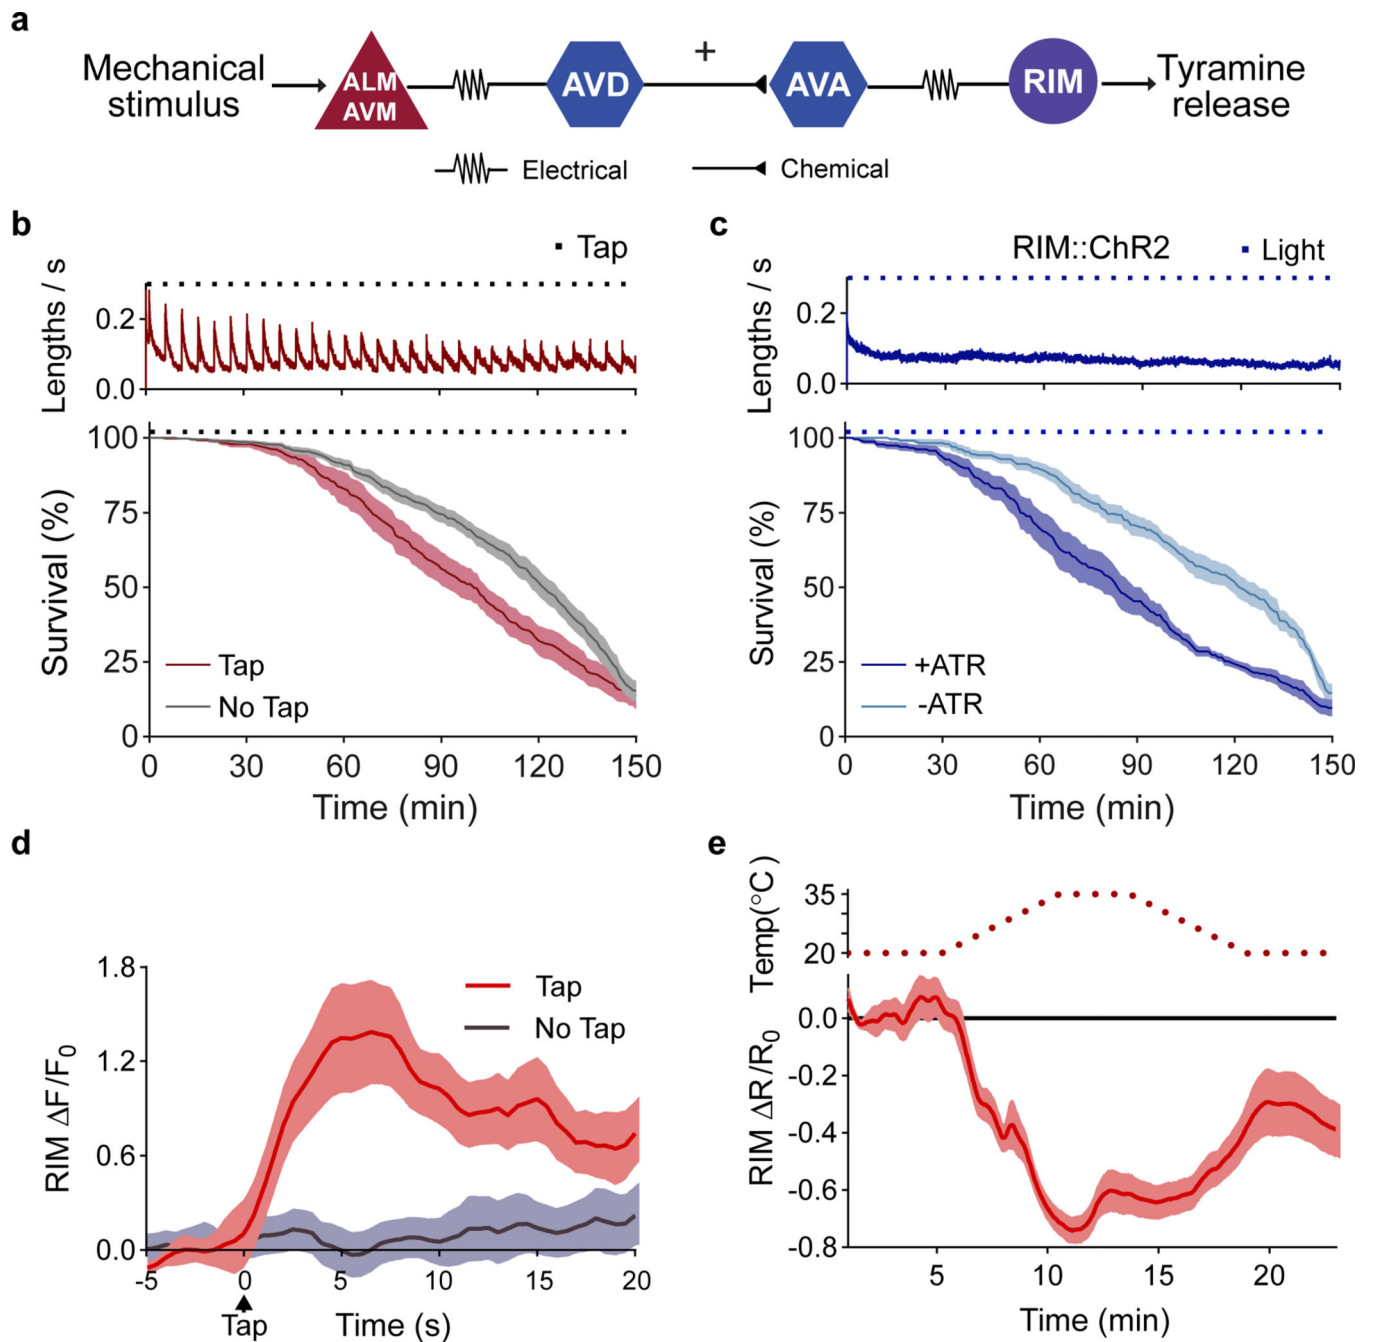 a
Mechanical
stimulus
ALM
AVM
AVD
+
AVA
RIM
Tyramine
release
Electrical
Chemical
b
Tap
Lengths / s
0.2
0.0
100
75
50
25
0
Survival (%)
Tap
No Tap
0 30 60 90 120 150
Time (min)
c
RIM::ChR2
Light
Lengths / s
0.2
0.0
100
75
50
25
0
Survival (%)
+ATR
-ATR
0 30 60 90 120 150
Time (min)
d
1.8
1.2
0.6
0.0
RIM ΔF/F0
Tap
No Tap
-5 0 5 10 15 20
Tap
Time (s)
e
Temp(°C)
35
20
RIM ΔR/R0
0.0
-0.2
-0.4
-0.6
-0.8
5 10 15 20
Time (min)